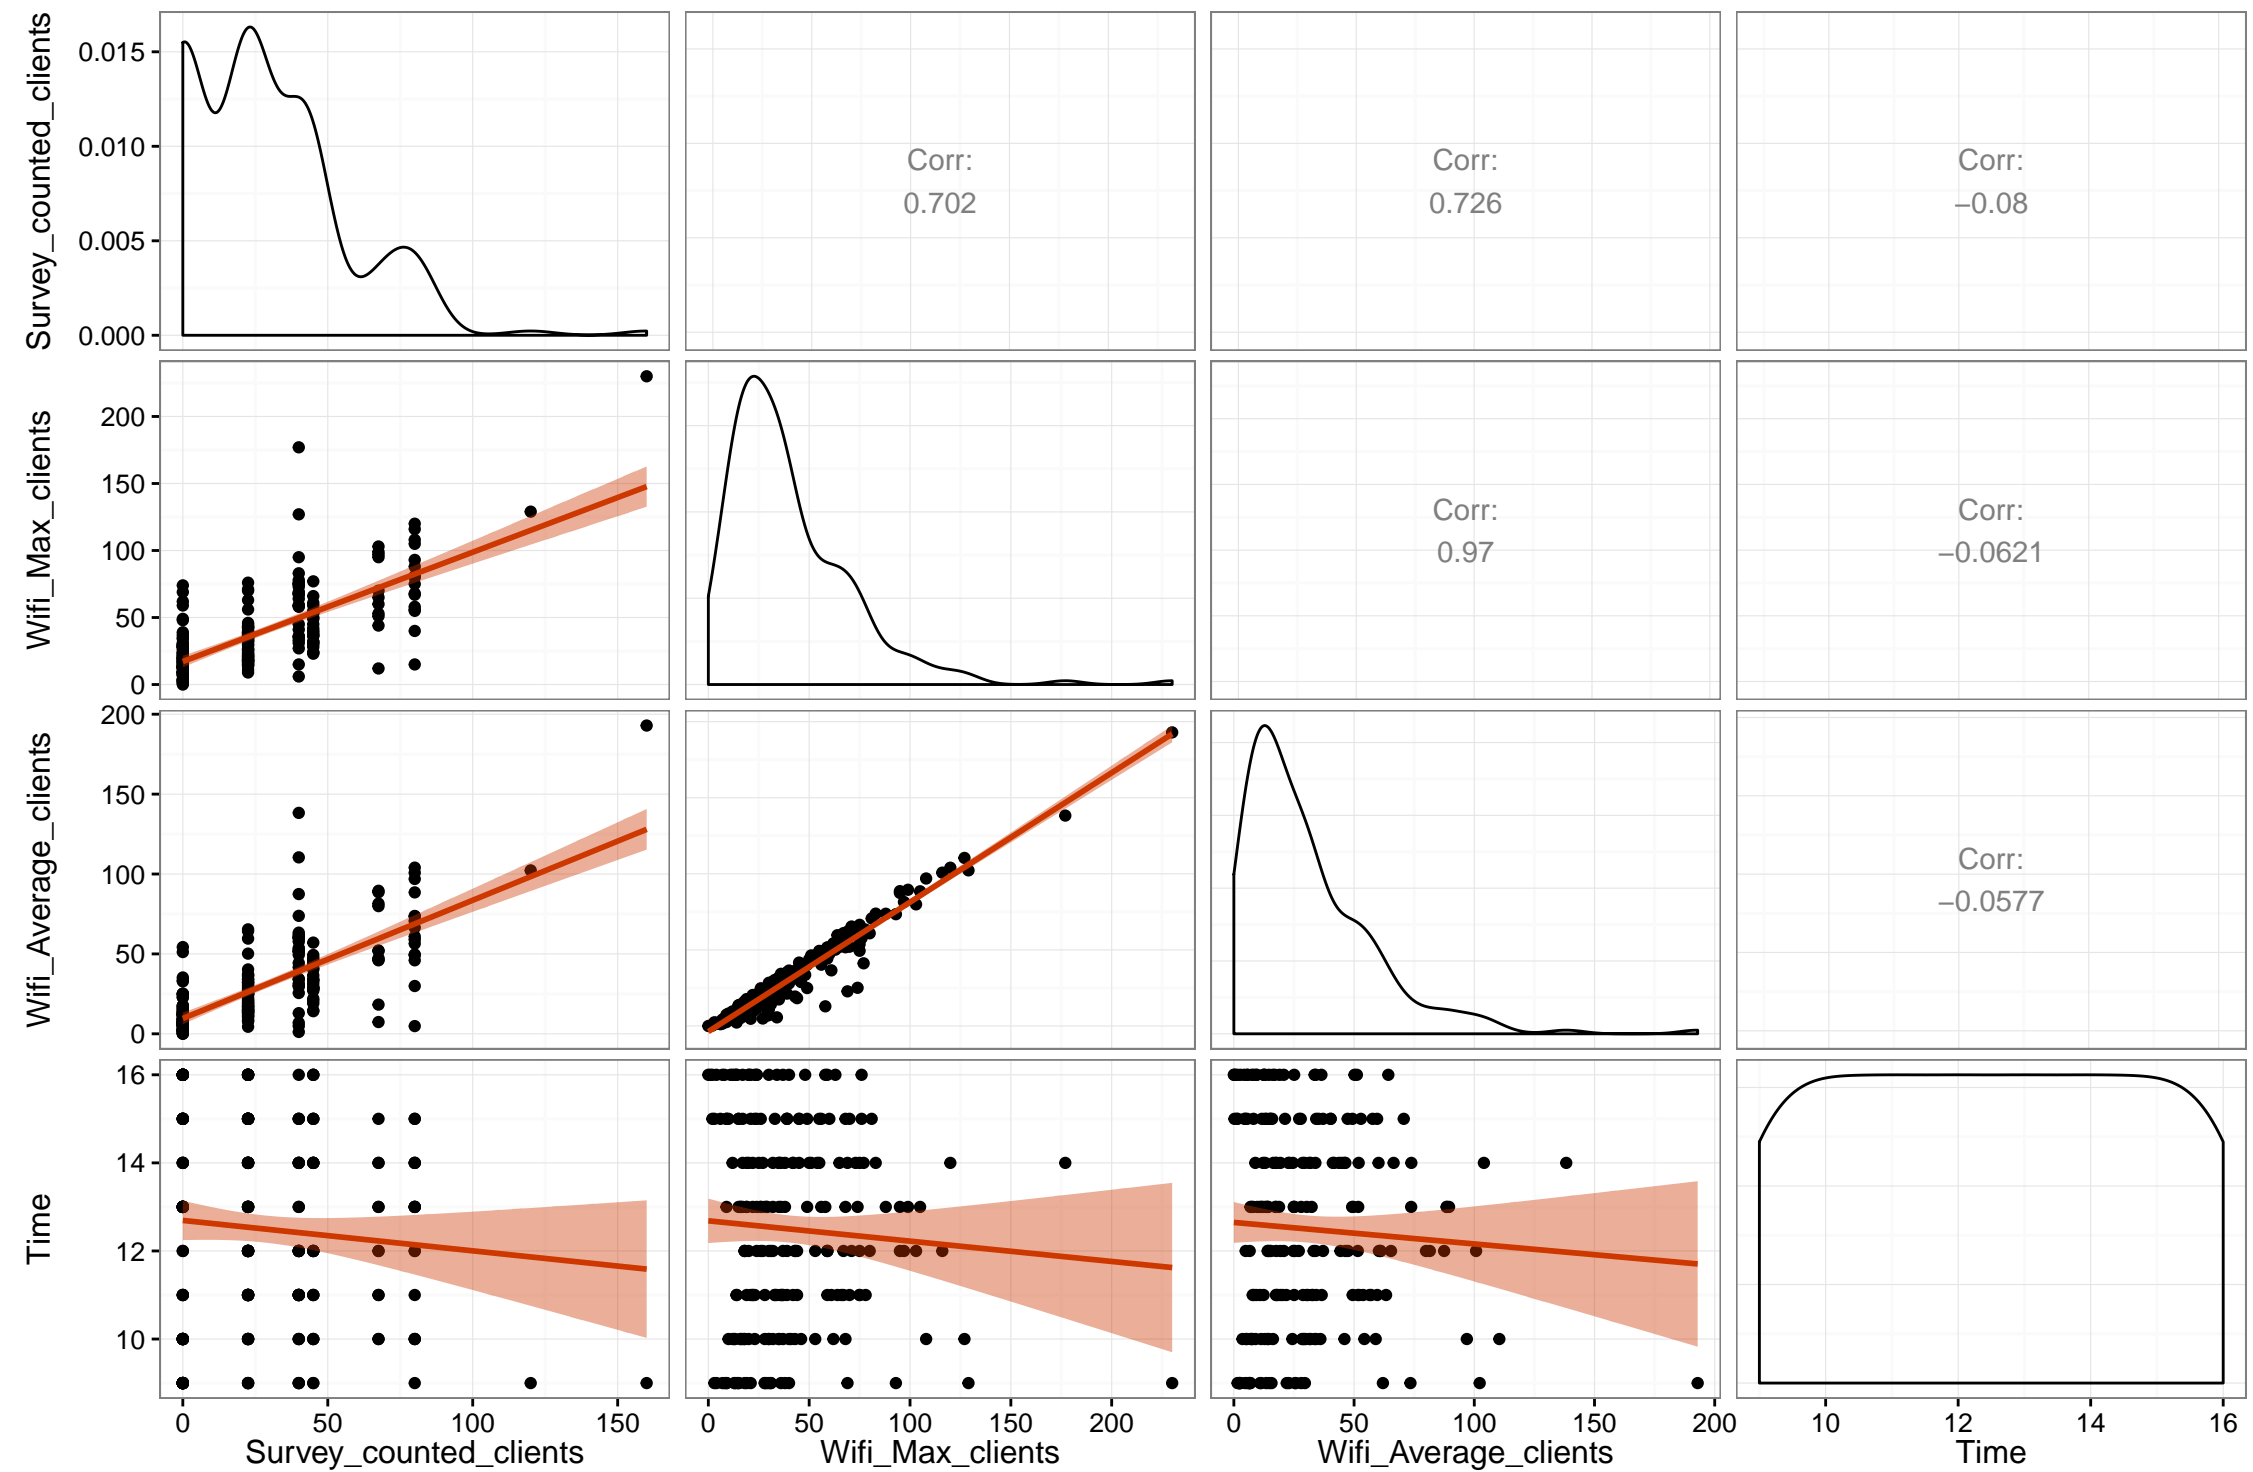 Survey_counted_clients
0.015
0.010
0.005
0.000
Corr:
0.702
Corr:
0.726
Corr:
−0.08
Wifi_Max_clients
200
150
100
50
0
Corr:
0.97
Corr:
−0.0621
Wifi_Average_clients
200
150
100
50
0
Corr:
−0.0577
Time
16
14
12
10
0 50 100 150
0 50 100 150 200
0 50 100 150 200
10 12 14 16
Survey_counted_clients
Wifi_Max_clients
Wifi_Average_clients
Time